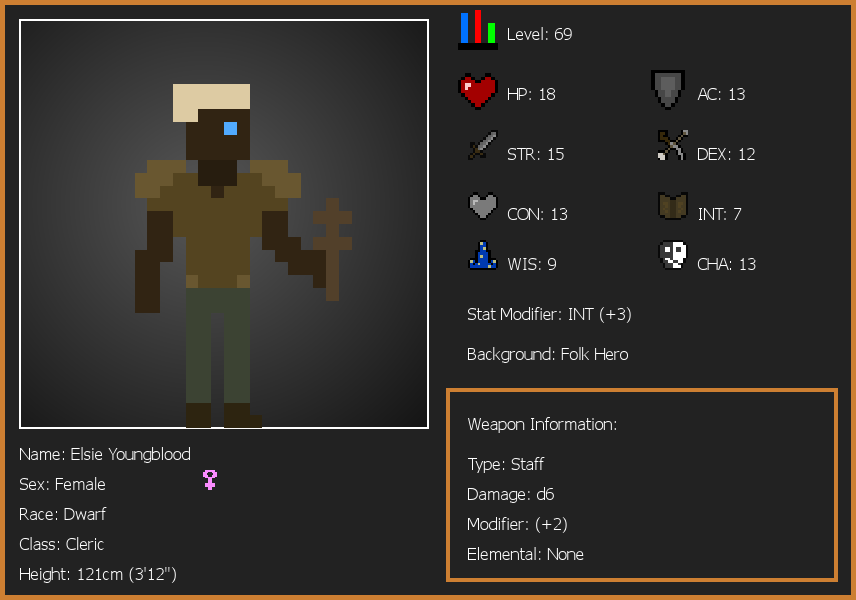 Level: 69
HP: 18
AC: 13
STR: 15
DEX: 12
CON: 13
INT: 7
WIS: 9
CHA: 13
Stat Modifier: INT (+3)
Background: Folk Hero
Weapon Information:
Type: Staff
Damage: d6
Modifier: (+2)
Elemental: None
Name: Elsie Youngblood
Sex: Female
Race: Dwarf
Class: Cleric
Height: 121cm (3'12")